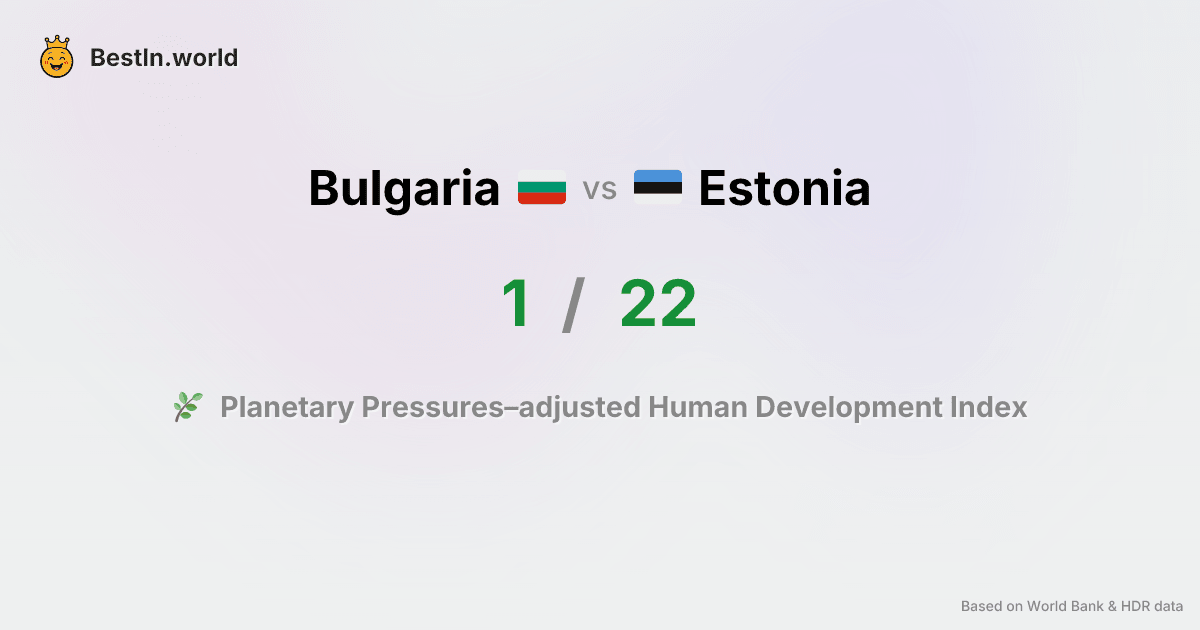 BestIn.world
Bulgaria vs Estonia
1 / 22
Planetary Pressures–adjusted Human Development Index
Based on World Bank & HDR data